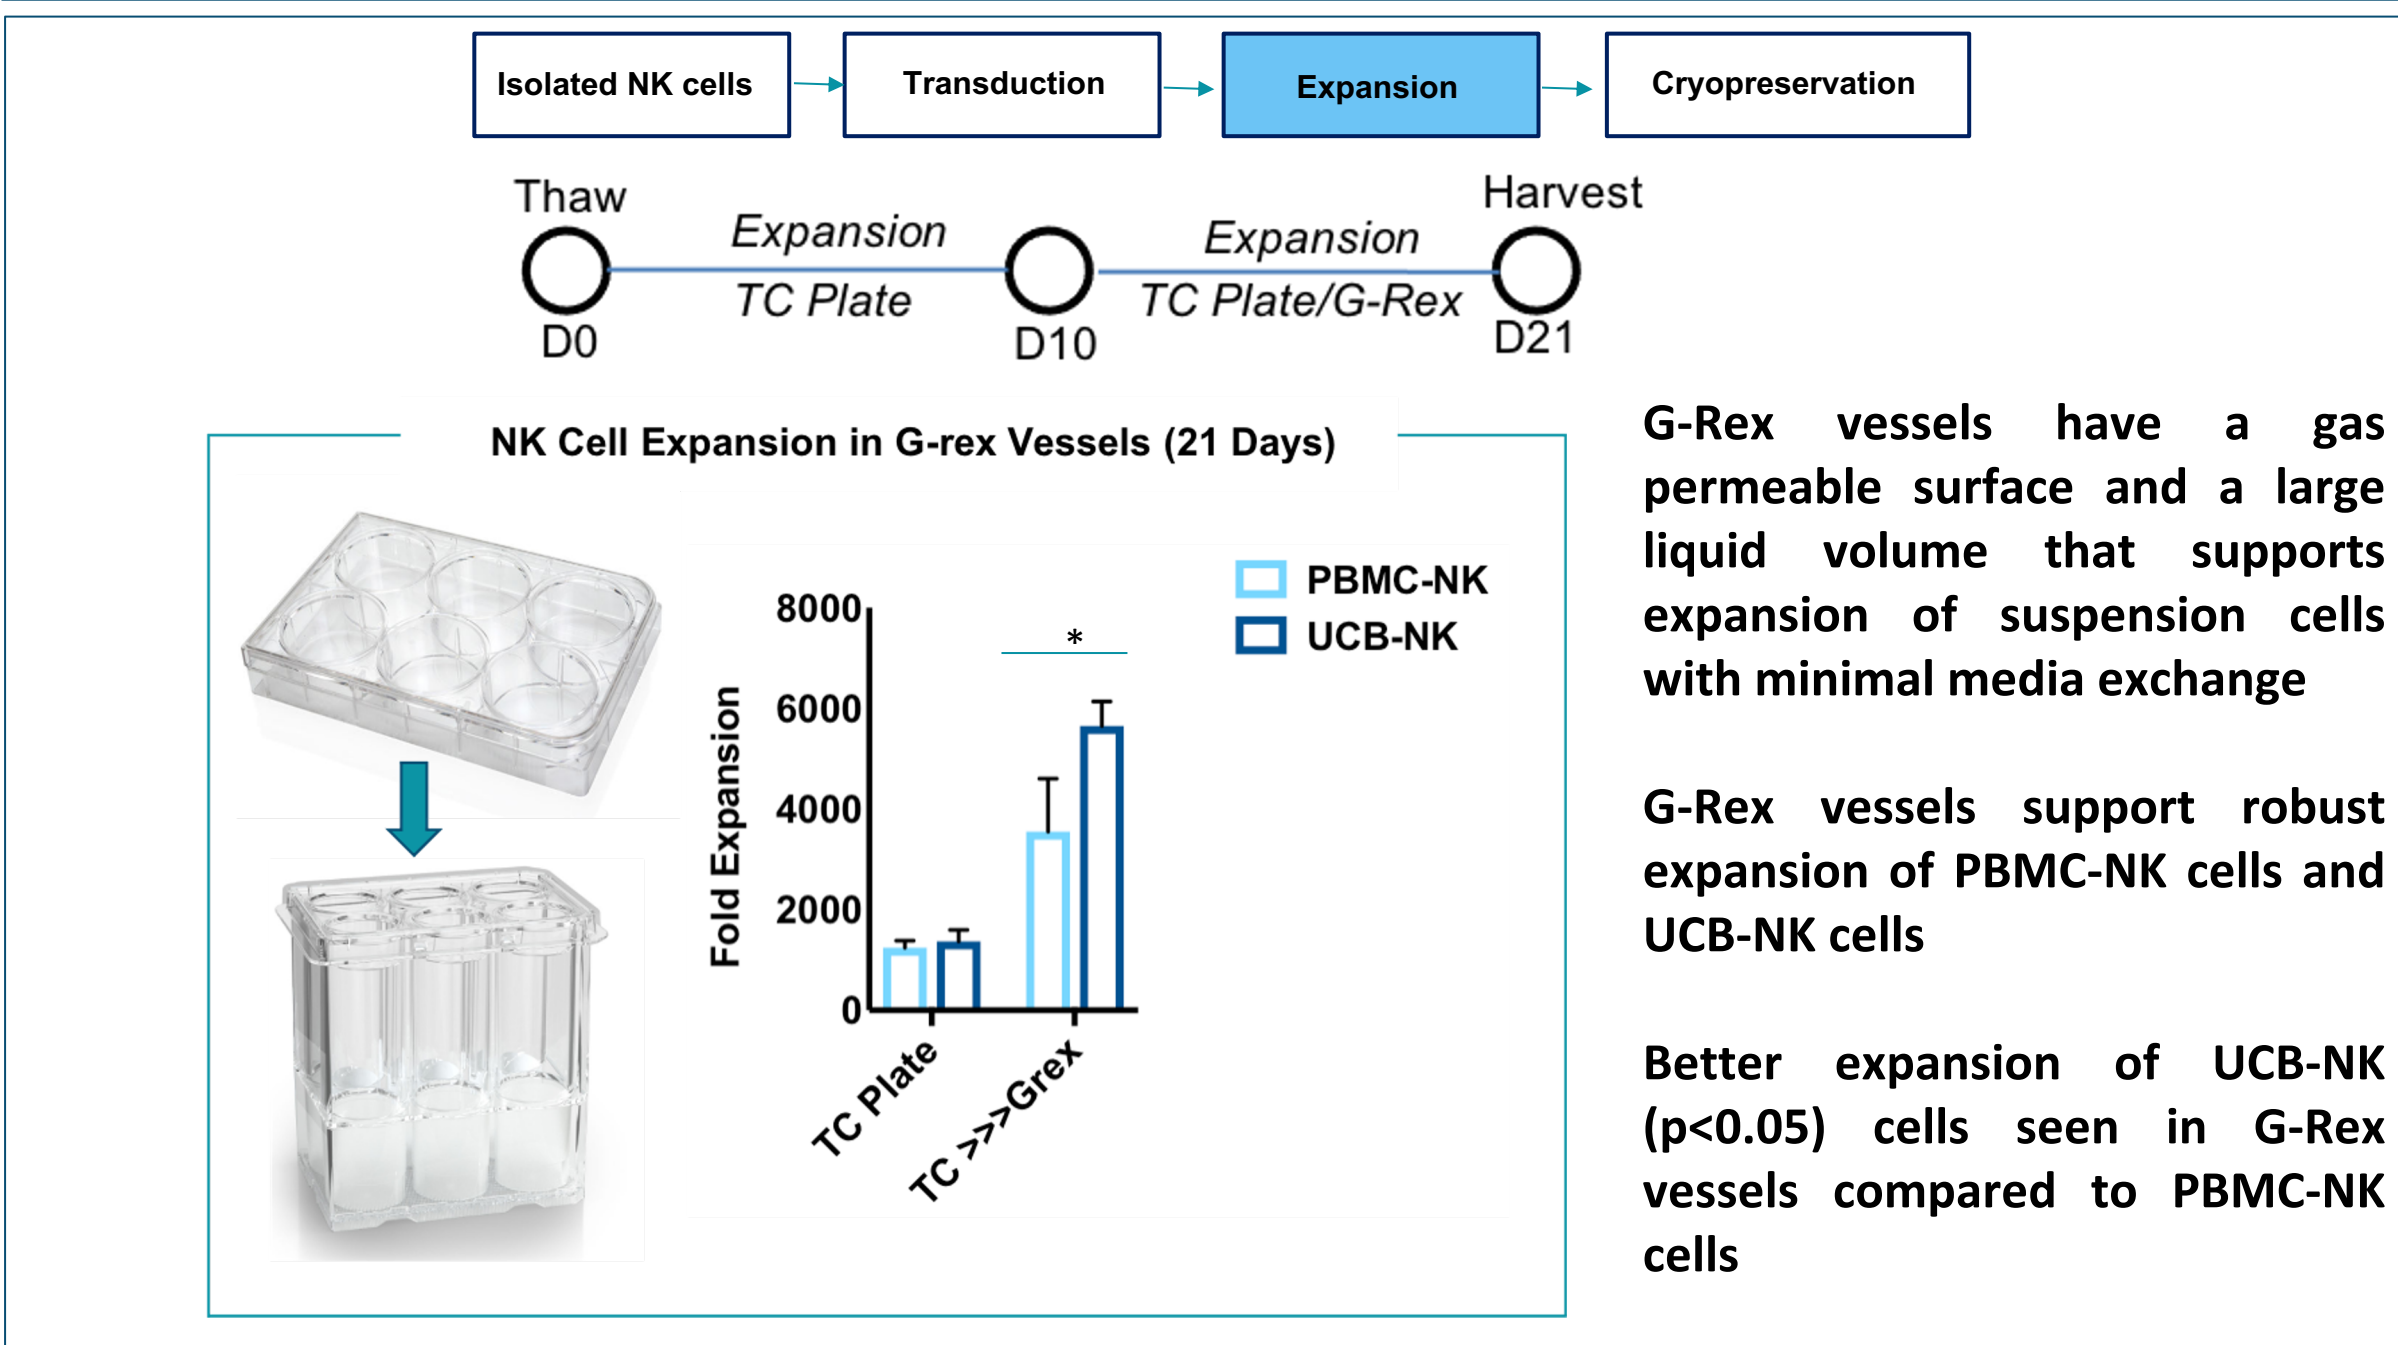 Isolated NK cells
Transduction
Expansion
Cryopreservation
Thaw
Expansion
TC Plate
D0
D10
Expansion
TC Plate/G-Rex
Harvest
D21
NK Cell Expansion in G-rex Vessels (21 Days)
PBMC-NK
UCB-NK
*
Fold Expansion
8000
6000
4000
2000
0
TC Plate
TC >>>Grex
G-Rex vessels have a gas
permeable surface and a large
liquid volume that supports
expansion of suspension cells
with minimal media exchange
G-Rex vessels support robust
expansion of PBMC-NK cells and
UCB-NK cells
Better expansion of UCB-NK
(p<0.05) cells seen in G-Rex
vessels compared to PBMC-NK
cells